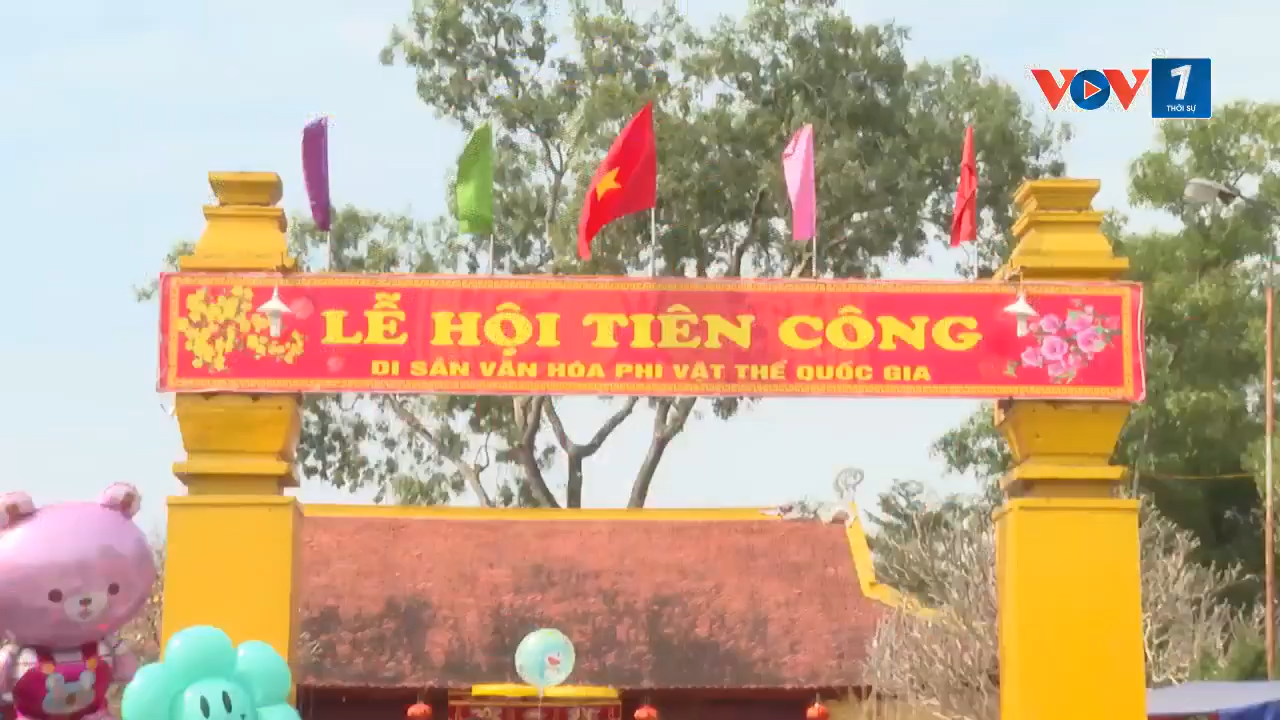 VOV 1
THỜI SỰ
LỄ HỘI TIÊN CÔNG
DI SẢN VĂN HÓA PHI VẬT THỂ QUỐC GIA